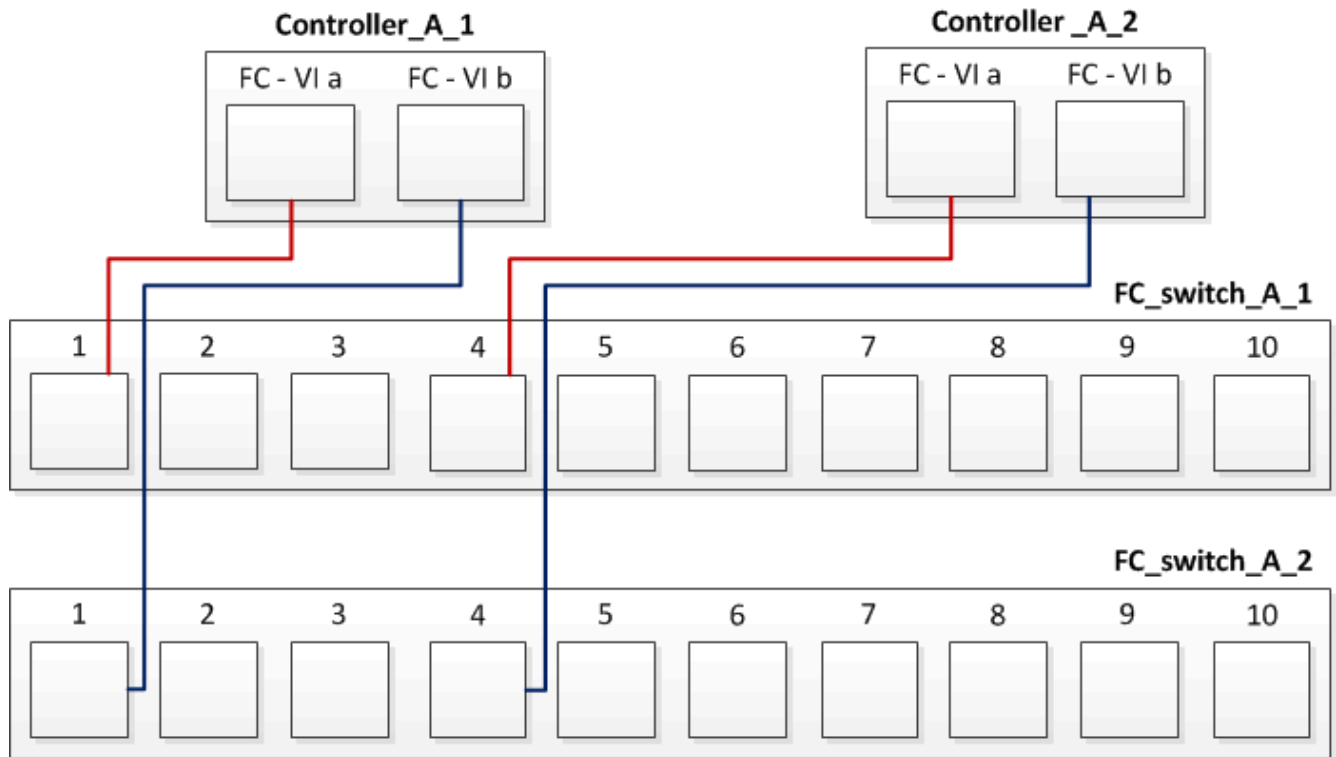 Controller_A_1
Controller _A_2
FC - VI a
FC - VI b
FC - VI a
FC - VI b
FC_switch_A_1
1 2 3 4 5 6 7 8 9 10
FC_switch_A_2
1 2 3 4 5 6 7 8 9 10